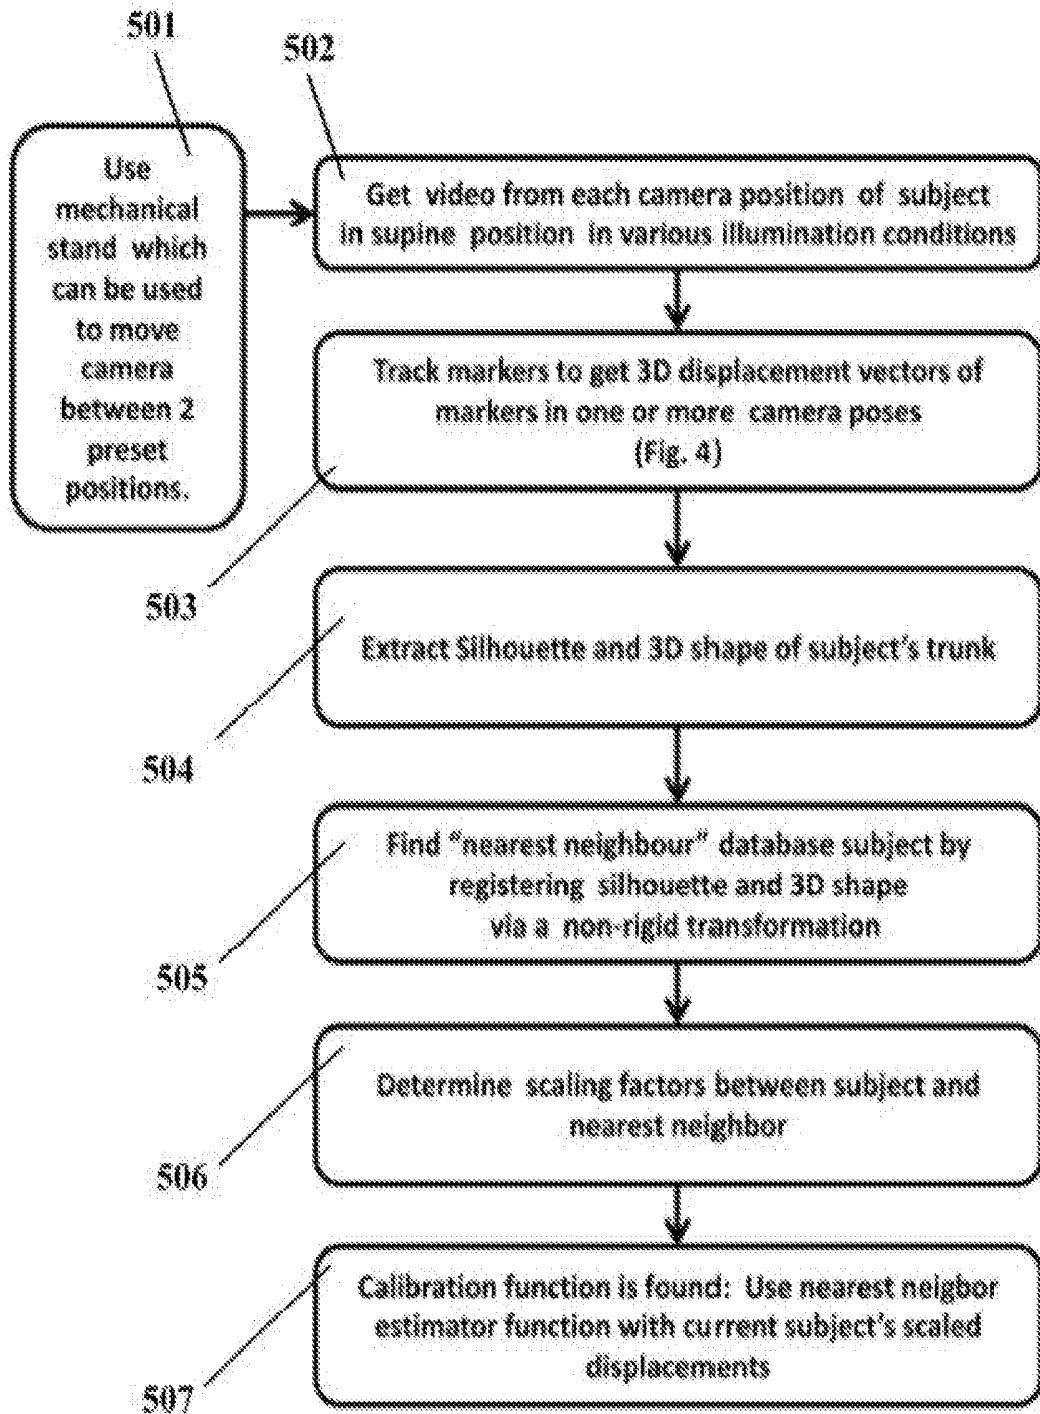 501
502
Use
mechanical
stand which
can be used
to move
camera
between 2
preset
positions.
Get video from each camera position of subject
in supine position in various illumination conditions
Track markers to get 3D displacement vectors of
markers in one or more camera poses
(Fig. 4)
503
Extract Silhouette and 3D shape of subject's trunk
504
Find "nearest neighbour" database subject by
registering silhouette and 3D shape
via a non-rigid transformation
505
Determine scaling factors between subject and
nearest neighbor
506
Calibration function is found: Use nearest neigbor
estimator function with current subject's scaled
displacements
507